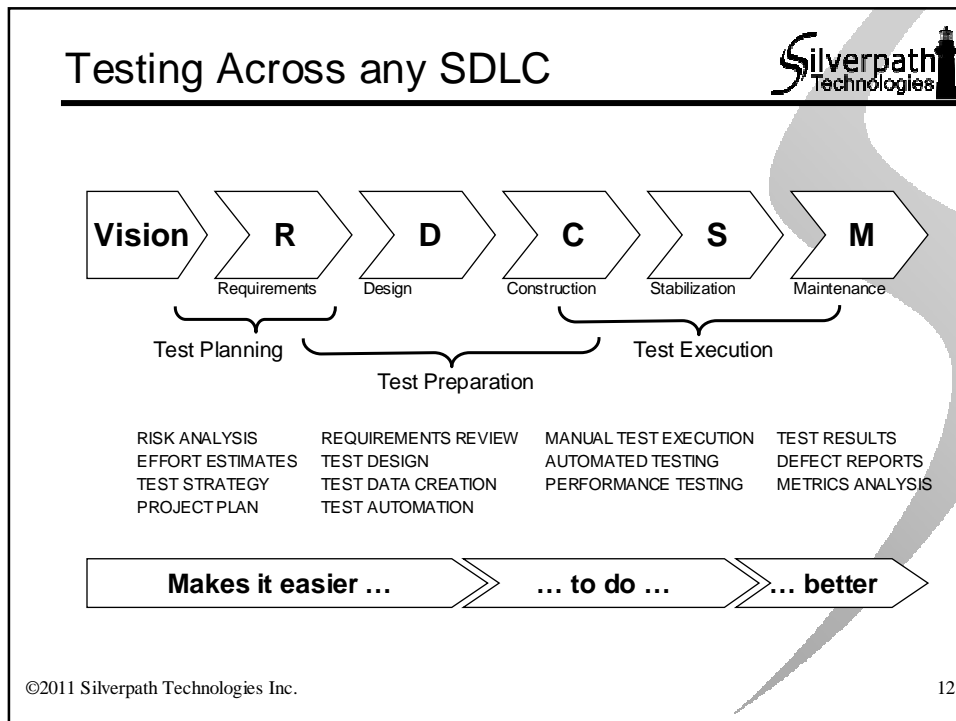 Testing Across any SDLC
Silverpath
Technologies
Vision R D C S M
Requirements Design Construction Stabilization Maintenance
Test Planning Test Execution
Test Preparation
RISK ANALYSIS REQUIREMENTS REVIEW MANUAL TEST EXECUTION TEST RESULTS
EFFORT ESTIMATES TEST DESIGN AUTOMATED TESTING DEFECT REPORTS
TEST STRATEGY TEST DATA CREATION PERFORMANCE TESTING METRICS ANALYSIS
PROJECT PLAN TEST AUTOMATION
Makes it easier … … to do … … better
©2011 Silverpath Technologies Inc. 12